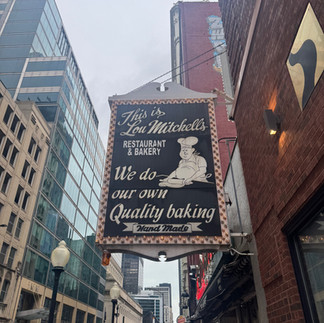 This is
Lou Mitchell's
RESTAURANT
& BAKERY
We do
our own
Quality baking
Hand Made